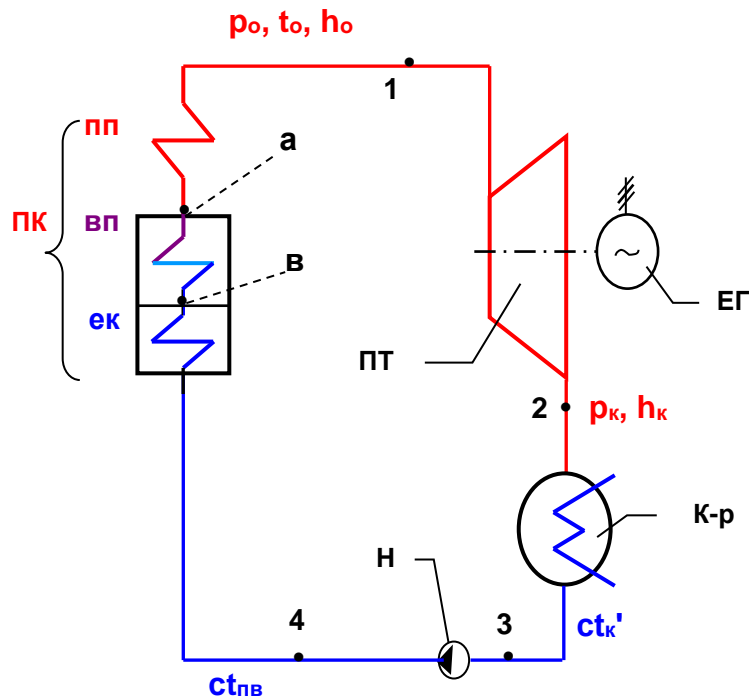 pо, tо, hо
1
пп
а
ПК
вп
в
ек
ЕГ
ПТ
2
pк, hк
К-р
Н
4
3
ctк'
ctпв